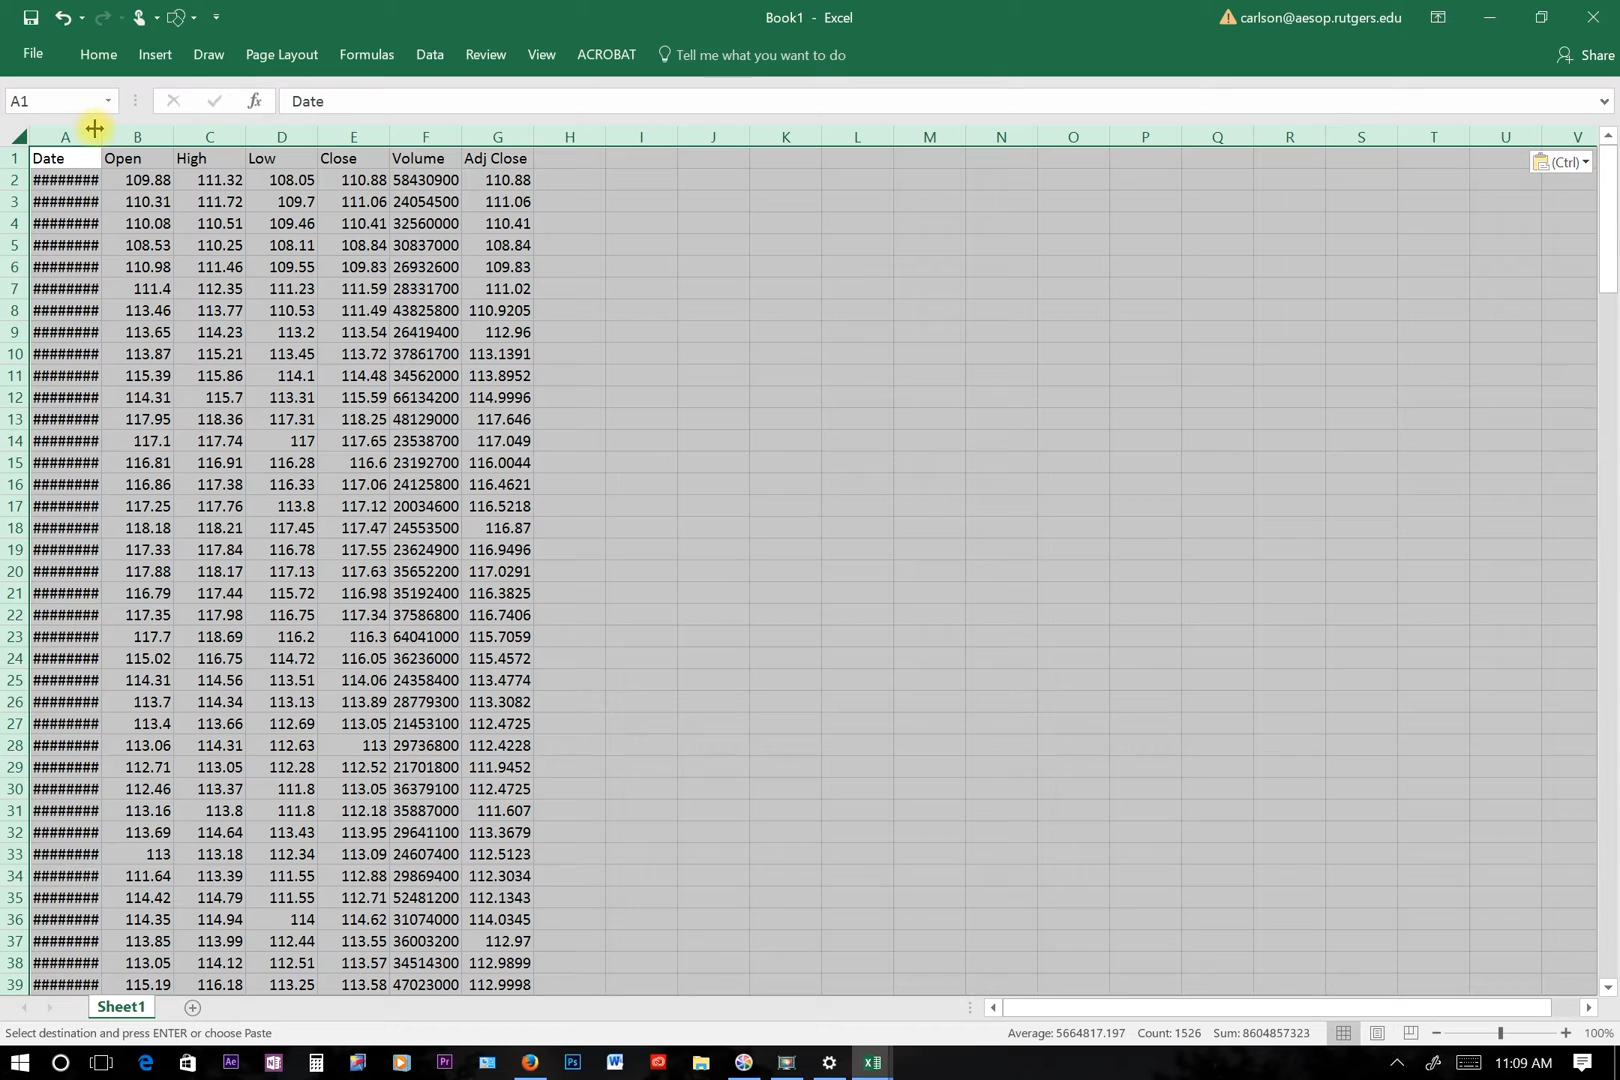 Book1 - Excel
carlson@aesop.rutgers.edu
File Home Insert Draw Page Layout Formulas Data Review View ACROBAT Tell me what you want to do Share
A1 fx Date
A B C D E F G H I J K L M N O P Q R S T U V
1 Date Open High Low Close Volume Adj Close (Ctrl)
2 ######## 109.88 111.32 108.05 110.88 58430900 110.88
3 ######## 110.31 111.72 109.7 111.06 24054500 111.06
4 ######## 110.08 110.51 109.46 110.41 32560000 110.41
5 ######## 108.53 110.25 108.11 108.84 30837000 108.84
6 ######## 110.98 111.46 109.55 109.83 26932600 109.83
7 ######## 111.4 112.35 111.23 111.59 28331700 111.02
8 ######## 113.46 113.77 110.53 111.49 43825800 110.9205
9 ######## 113.65 114.23 113.2 113.54 26419400 112.96
10 ######## 113.87 115.21 113.45 113.72 37861700 113.1391
11 ######## 115.39 115.86 114.1 114.48 34562000 113.8952
12 ######## 114.31 115.7 113.31 115.59 66134200 114.9996
13 ######## 117.95 118.36 117.31 118.25 48129000 117.646
14 ######## 117.1 117.74 117 117.65 23538700 117.049
15 ######## 116.81 116.91 116.28 116.6 23192700 116.0044
16 ######## 116.86 117.38 116.33 117.06 24125800 116.4621
17 ######## 117.25 117.76 113.8 117.12 20034600 116.5218
18 ######## 118.18 118.21 117.45 117.47 24553500 116.87
19 ######## 117.33 117.84 116.78 117.55 23624900 116.9496
20 ######## 117.88 118.17 117.13 117.63 35652200 117.0291
21 ######## 116.79 117.44 115.72 116.98 35192400 116.3825
22 ######## 117.35 117.98 116.75 117.34 37586800 116.7406
23 ######## 117.7 118.69 116.2 116.3 64041000 115.7059
24 ######## 115.02 116.75 114.72 116.05 36236000 115.4572
25 ######## 114.31 114.56 113.51 114.06 24358400 113.4774
26 ######## 113.7 114.34 113.13 113.89 28779300 113.3082
27 ######## 113.4 113.66 112.69 113.05 21453100 112.4725
28 ######## 113.06 114.31 112.63 113 29736800 112.4228
29 ######## 112.71 113.05 112.28 112.52 21701800 111.9452
30 ######## 112.46 113.37 111.8 113.05 36379100 112.4725
31 ######## 113.16 113.8 111.8 112.18 35887000 111.607
32 ######## 113.69 114.64 113.43 113.95 29641100 113.3679
33 ######## 113 113.18 112.34 113.09 24607400 112.5123
34 ######## 111.64 113.39 111.55 112.88 29869400 112.3034
35 ######## 114.42 114.79 111.55 112.71 52481200 112.1343
36 ######## 114.35 114.94 114 114.62 31074000 114.0345
37 ######## 113.85 113.99 112.44 113.55 36003200 112.97
38 ######## 113.05 114.12 112.51 113.57 34514300 112.9899
39 ######## 115.19 116.18 113.25 113.58 47023000 112.9998
Sheet1
Select destination and press ENTER or choose Paste Average: 5664817.197 Count: 1526 Sum: 8604857323 100%
11:09 AM